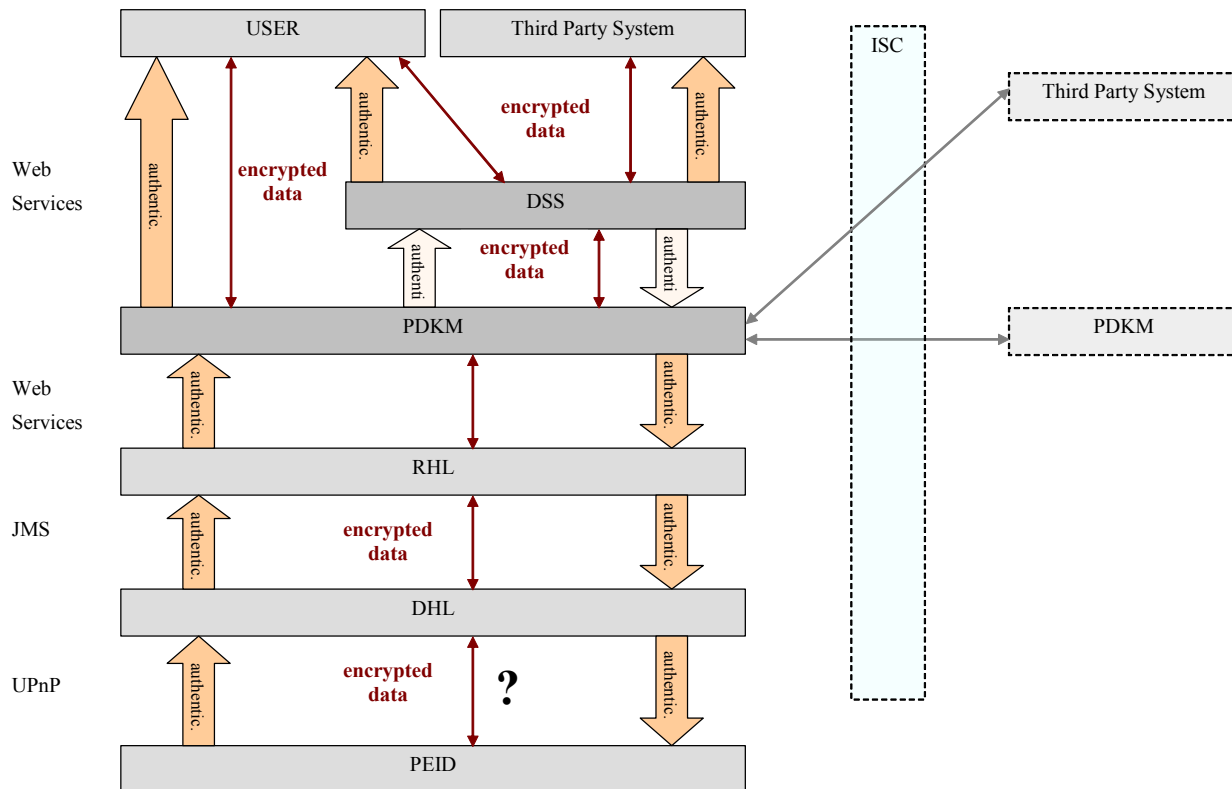 USER
Third Party System
ISC
Third Party System
authentic.
encrypted
data
authentic.
encrypted
data
authentic.
Web
Services
DSS
authenti
encrypted
data
authenti
PDKM
PDKM
Web
Services
authentic.
authentic.
RHL
JMS
authentic.
encrypted
data
authentic.
DHL
UPnP
authentic.
encrypted
data
?
authentic.
PEID